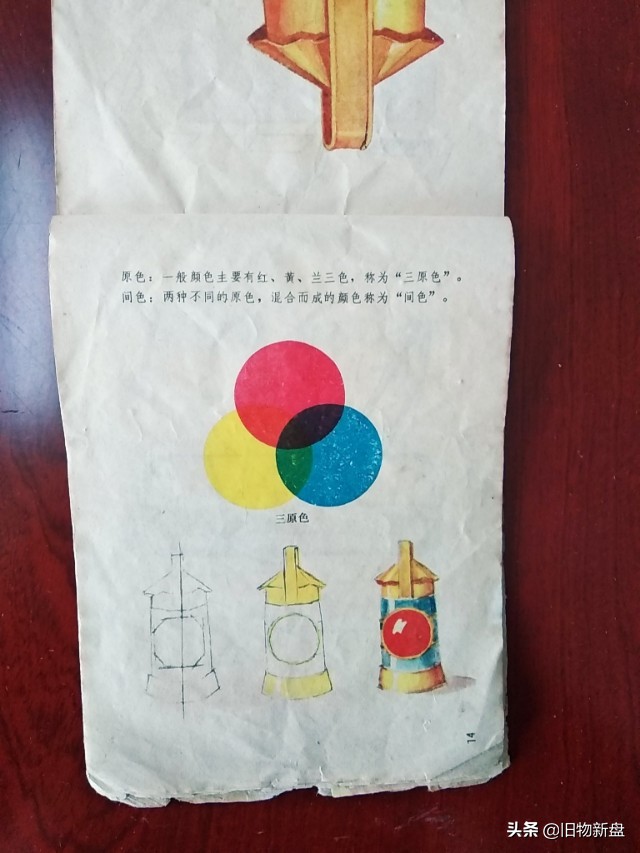 原色：一般颜色主要有红、黄、兰三色，称为“三原色”。
间色：两种不同的原色，混合而成的颜色称为“间色”。
三原色
14
头条 @旧物新盘